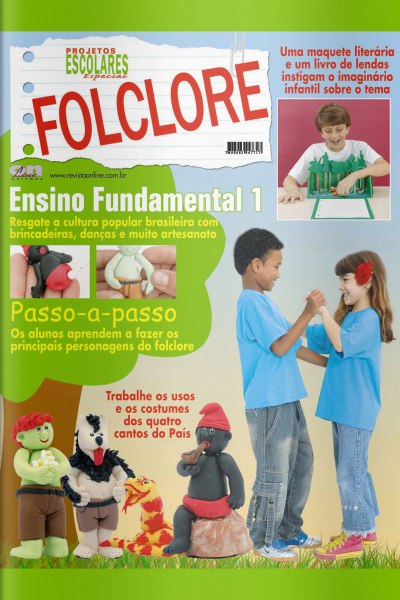 PROJETOS
ESCOLARES
Especial
FOLCLORE
Uma maquete literária
e um livro de lendas
instigam o imaginário
infantil sobre o tema
www.revistaonline.com.br
Ensino Fundamental 1
Resgate a cultura popular brasileira com
brincadeiras, danças e muito artesanato
Passo-a-passo
Os alunos aprendem a fazer os
principais personagens do folclore
Trabalhe os usos
e os costumes
dos quatro
cantos do País